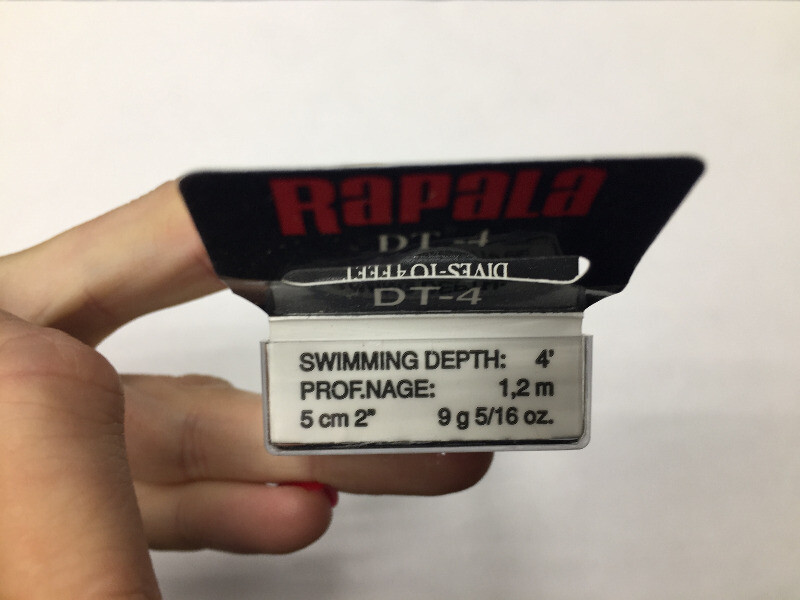 Rapala
DT-4
DIVES-TO 4 FEET
DT-4
SWIMMING DEPTH: 4'
PROF.NAGE: 1,2 m
5 cm 2" 9 g 5/16 oz.